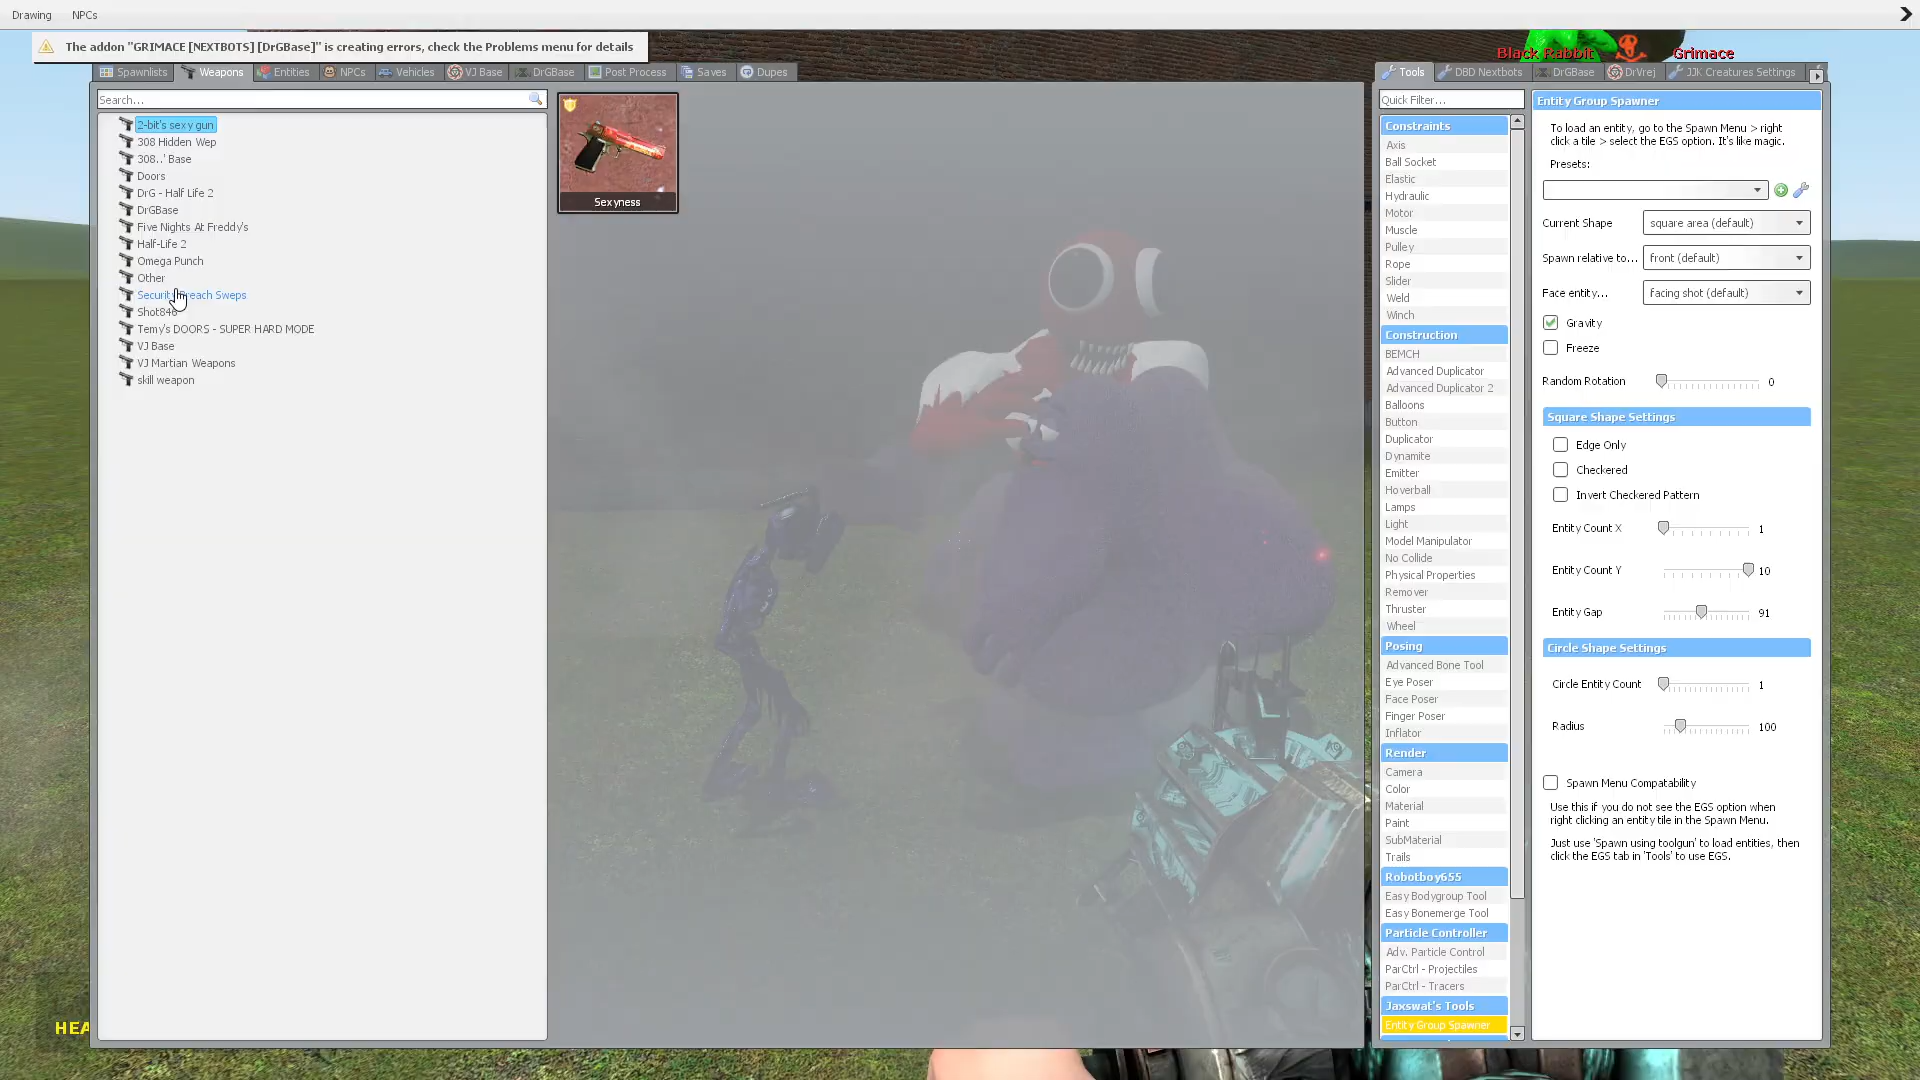 Drawing NPCs
The addon "GRIMACE [NEXTBOTS] [DrGBase]" is creating errors, check the Problems menu for details
Black Rabbit Grimace
Spawnlists Weapons Entities NPCs Vehicles VJ Base DrGBase Post Process Saves Dupes
Tools DBD Nextbots DrGBase DrVrej JJK Creatures Settings
Search...
2-bit's sexy gun
308 Hidden Wep
308..' Base
Doors
DrG - Half Life 2
DrGBase
Five Nights At Freddy's
Half-Life 2
Omega Punch
Other
Security Breach Sweps
Shot846
Temy's DOORS - SUPER HARD MODE
VJ Base
VJ Martian Weapons
skill weapon
Sexyness
Quick Filter...
Constraints
Axis
Ball Socket
Elastic
Hydraulic
Motor
Muscle
Pulley
Rope
Slider
Weld
Winch
Construction
BEMCH
Advanced Duplicator
Advanced Duplicator 2
Balloons
Button
Duplicator
Dynamite
Emitter
Hoverball
Lamps
Light
Model Manipulator
No Collide
Physical Properties
Remover
Thruster
Wheel
Posing
Advanced Bone Tool
Eye Poser
Face Poser
Finger Poser
Inflator
Render
Camera
Color
Material
Paint
SubMaterial
Trails
Robotboy655
Easy Bodygroup Tool
Easy Bonemerge Tool
Particle Controller
Adv. Particle Control
ParCtrl - Projectiles
ParCtrl - Tracers
Jaxswat's Tools
Entity Group Spawner
Entity Group Spawner
To load an entity, go to the Spawn Menu > right
click a tile > select the EGS option. It's like magic.
Presets:
Current Shape square area (default)
Spawn relative to... front (default)
Face entity... facing shot (default)
Gravity
Freeze
Random Rotation 0
Square Shape Settings
Edge Only
Checkered
Invert Checkered Pattern
Entity Count X 1
Entity Count Y 10
Entity Gap 91
Circle Shape Settings
Circle Entity Count 1
Radius 100
Spawn Menu Compatability
Use this if you do not see the EGS option when
right clicking an entity tile in the Spawn Menu.
Just use 'Spawn using toolgun' to load entities, then
click the EGS tab in 'Tools' to use EGS.
HEA